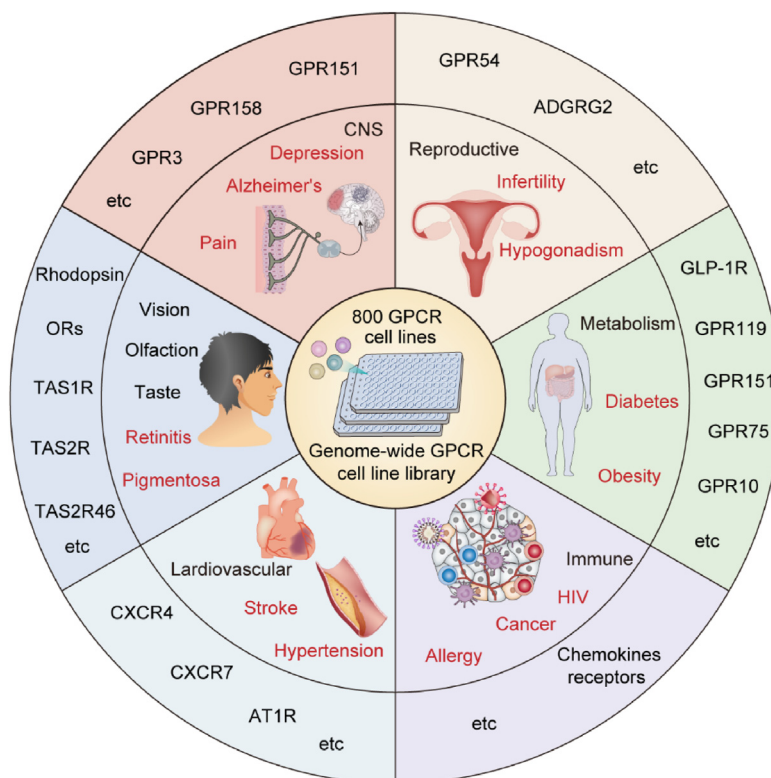 GPR151
GPR158
GPR3
etc
CNS
Depression
Alzheimer's
Pain
GPR54
ADGRG2
etc
Reproductive
Infertility
Hypogonadism
GLP-1R
GPR119
GPR151
GPR75
GPR10
etc
Metabolism
Diabetes
Obesity
Chemokines
receptors
etc
Immune
HIV
Cancer
Allergy
CXCR4
CXCR7
AT1R
etc
Lardiovascular
Stroke
Hypertension
Rhodopsin
ORs
TAS1R
TAS2R
TAS2R46
etc
Vision
Olfaction
Taste
Retinitis
Pigmentosa
800 GPCR
cell lines
Genome-wide GPCR
cell line library